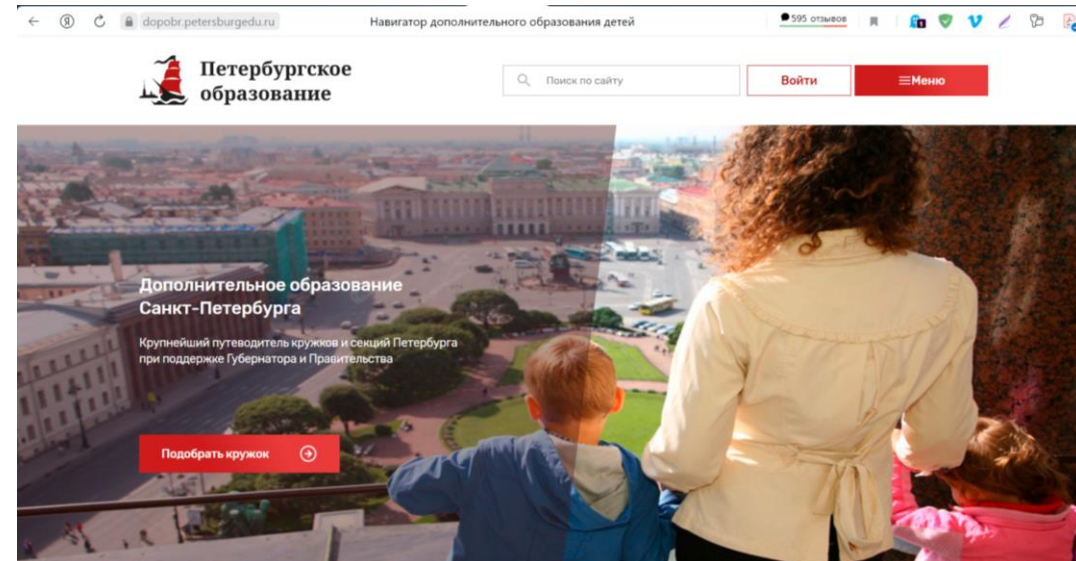 dopobr.petersburgedu.ru
Навигатор дополнительного образования детей
595 отзывов
Петербургское
образование
Поиск по сайту
Войти
Меню
Дополнительное образование
Санкт-Петербурга
Крупнейший путеводитель кружков и секций Петербурга
при поддержке Губернатора и Правительства
Подобрать кружок